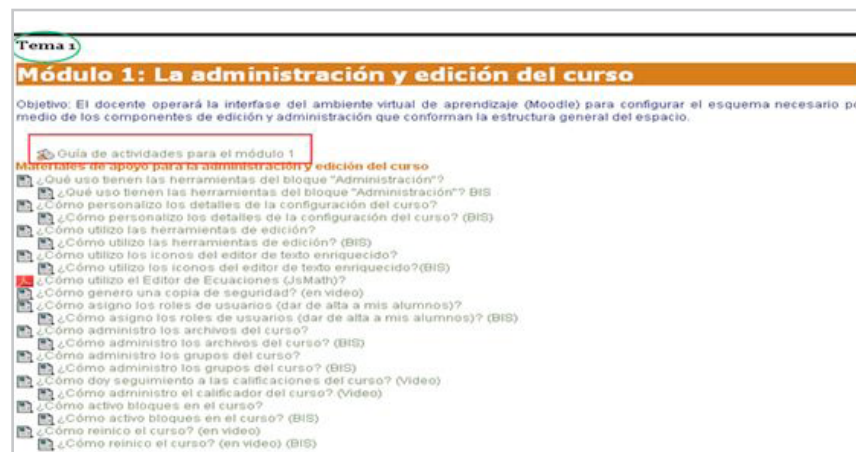 Tema 1
Módulo 1: La administración y edición del curso
Objetivo: El docente operará la interfase del ambiente virtual de aprendizaje (Moodle) para configurar el esquema necesario po
medio de los componentes de edición y administración que conforman la estructura general del espacio.
Guía de actividades para el módulo 1
Materiales de apoyo para la administración y edición del curso
¿Qué uso tienen las herramientas del bloque "Administración"?
¿Qué uso tienen las herramientas del bloque "Administración"? BIS
¿Cómo personalizo los detalles de la configuración del curso?
¿Cómo personalizo los detalles de la configuración del curso? (BIS)
¿Cómo utilizo las herramientas de edición?
¿Cómo utilizo las herramientas de edición? (BIS)
¿Cómo utilizo los iconos del editor de texto enriquecido?
¿Cómo utilizo los iconos del editor de texto enriquecido?(BIS)
¿Cómo utilizo el Editor de Ecuaciones (JsMath)?
¿Cómo genero una copia de seguridad? (en video)
¿Cómo asigno los roles de usuarios (dar de alta a mis alumnos)?
¿Cómo asigno los roles de usuarios (dar de alta a mis alumnos)? (BIS)
¿Cómo administro los archivos del curso?
¿Cómo administro los archivos del curso? (BIS)
¿Cómo administro los grupos del curso?
¿Cómo administro los grupos del curso? (BIS)
¿Cómo doy seguimiento a las calificaciones del curso? (Video)
¿Cómo administro el calificador del curso? (Video)
¿Cómo activo bloques en el curso?
¿Cómo activo bloques en el curso? (BIS)
¿Cómo reinico el curso? (en video)
¿Cómo reinico el curso? (en video) (BIS)